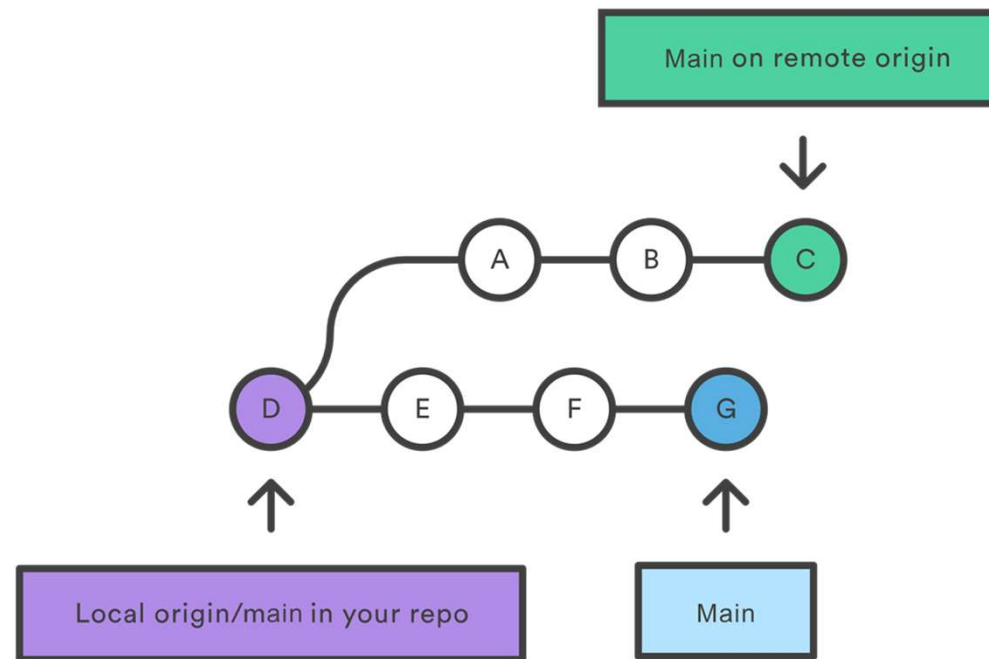 Main on remote origin
A B C
D E F G
Local origin/main in your repo
Main